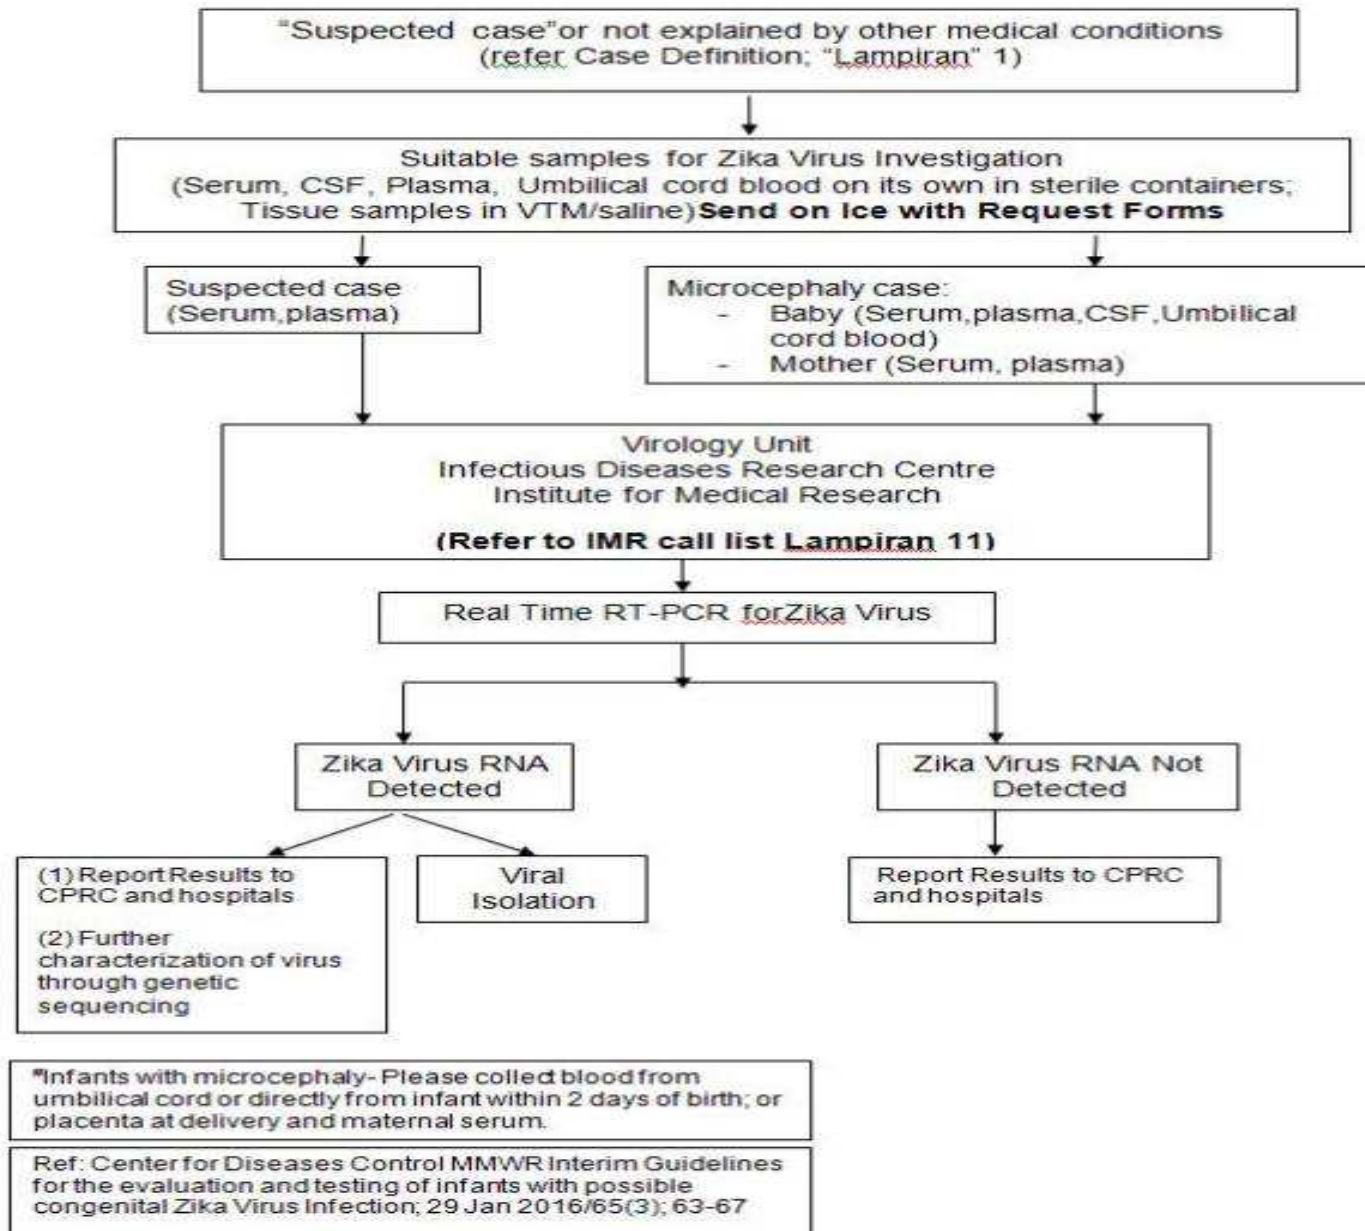 “Suspected case”or not explained by other medical conditions
(refer Case Definition; “Lampiran” 1)
Suitable samples for Zika Virus Investigation
(Serum, CSF, Plasma, Umbilical cord blood on its own in sterile containers;
Tissue samples in VTM/saline)Send on Ice with Request Forms
Suspected case
(Serum,plasma)
Microcephaly case:
- Baby (Serum,plasma,CSF,Umbilical
cord blood)
- Mother (Serum, plasma)
Virology Unit
Infectious Diseases Research Centre
Institute for Medical Research
(Refer to IMR call list Lampiran 11)
Real Time RT-PCR forZika Virus
Zika Virus RNA
Detected
Zika Virus RNA Not
Detected
(1) Report Results to
CPRC and hospitals
(2) Further
characterization of virus
through genetic
sequencing
Viral
Isolation
Report Results to CPRC
and hospitals
*Infants with microcephaly- Please collect blood from
umbilical cord or directly from infant within 2 days of birth; or
placenta at delivery and maternal serum.
Ref: Center for Diseases Control MMWR Interim Guidelines
for the evaluation and testing of infants with possible
congenital Zika Virus Infection; 29 Jan 2016/65(3); 63-67